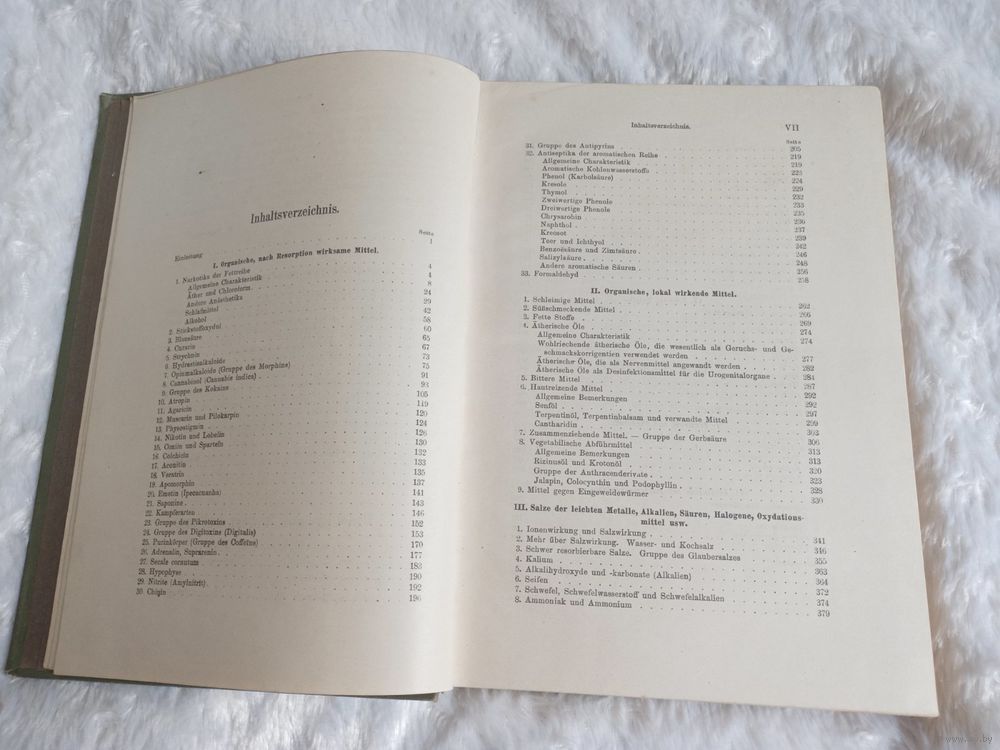 Inhaltsverzeichnis.
Seite
Einleitung 1
I. Organische, nach Resorption wirksame Mittel.
1. Narkotika der Fettreihe 4
Allgemeine Charakteristik 4
Äther und Chloroform 8
Andere Anästhetika 24
Schlafmittel 29
Alkohol 42
2. Stickstoffoxydul 58
3. Blausäure 60
4. Curarin 65
5. Strychnin 67
6. Hydrastisalkaloide 73
7. Opiumalkaloide (Gruppe des Morphins) 75
8. Cannabinol (Cannabis indica) 91
9. Gruppe des Kokains 93
10. Atropin 105
11. Agaricin 119
12. Muscarin und Pilokarpin 120
13. Physostigmin 124
14. Nikotin und Lobelin 126
15. Coniin und Spartein 130
16. Colchicin 132
17. Aconitin 133
18. Veratrin 135
19. Apomorphin 137
20. Emetin (Ipecacuanha) 141
21. Saponine 143
22. Kampferarten 146
23. Gruppe des Pikrotoxins 152
24. Gruppe des Digitoxins (Digitalis) 153
25. Purinkörper (Gruppe des Coffeins) 170
26. Adrenalin, Suprarenin 177
27. Secale cornutum 183
28. Hypophyse 190
29. Nitrite (Amylnitrit) 192
30. Chinin 196
Inhaltsverzeichnis. VII
Seite
31. Gruppe des Antipyrins 205
32. Antiseptika der aromatischen Reihe 219
Allgemeine Charakteristik 219
Aromatische Kohlenwasserstoffe 223
Phenol (Karbolsäure) 224
Kresole 229
Thymol 232
Zweiwertige Phenole 233
Dreiwertige Phenole 235
Chrysarobin 236
Naphthol 237
Kreosot 239
Teer und Ichthyol 242
Benzoësäure und Zimtsäure 246
Salizylsäure 248
Andere aromatische Säuren 256
33. Formaldehyd 258
II. Organische, lokal wirkende Mittel.
1. Schleimige Mittel 262
2. Süßschmeckende Mittel 266
3. Fette Stoffe 269
4. Ätherische Öle 274
Allgemeine Charakteristik 274
Wohlriechende ätherische Öle, die wesentlich als Geruchs- und Ge-
schmackskorrigentien verwendet werden 277
Ätherische Öle, die als Nervenmittel angewandt werden 282
Ätherische Öle als Desinfektionsmittel für die Urogenitalorgane 284
5. Bittere Mittel 287
6. Hautreizende Mittel 292
Allgemeine Bemerkungen 292
Senföl 297
Terpentinöl, Terpentinbalsam und verwandte Mittel 299
Cantharidin
7. Zusammenziehende Mittel. — Gruppe der Gerbsäure 303
8. Vegetabilische Abführmittel 306
Allgemeine Bemerkungen 313
Rizinusöl und Krotonöl 313
Gruppe der Anthracenderivate 320
Jalapin, Colocynthin und Podophyllin 323
9. Mittel gegen Eingeweidewürmer 328
330
III. Salze der leichten Metalle, Alkalien, Säuren, Halogene, Oxydations-
mittel usw.
1. Ionenwirkung und Salzwirkung
2. Mehr über Salzwirkung. Wasser- und Kochsalz 341
3. Schwer resorbierbare Salze. Gruppe des Glaubersalzes 346
4. Kalium 355
5. Alkalihydroxyde und -karbonate (Alkalien) 363
6. Seifen 364
7. Schwefel, Schwefelwasserstoff und Schwefelalkalien 372
8. Ammoniak und Ammonium 374
379